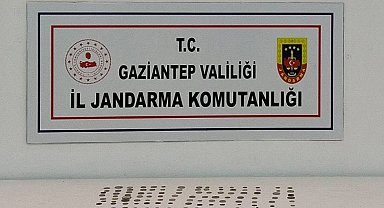 T.C.
GAZİANTEP VALİLİĞİ
İL JANDARMA KOMUTANLIĞI